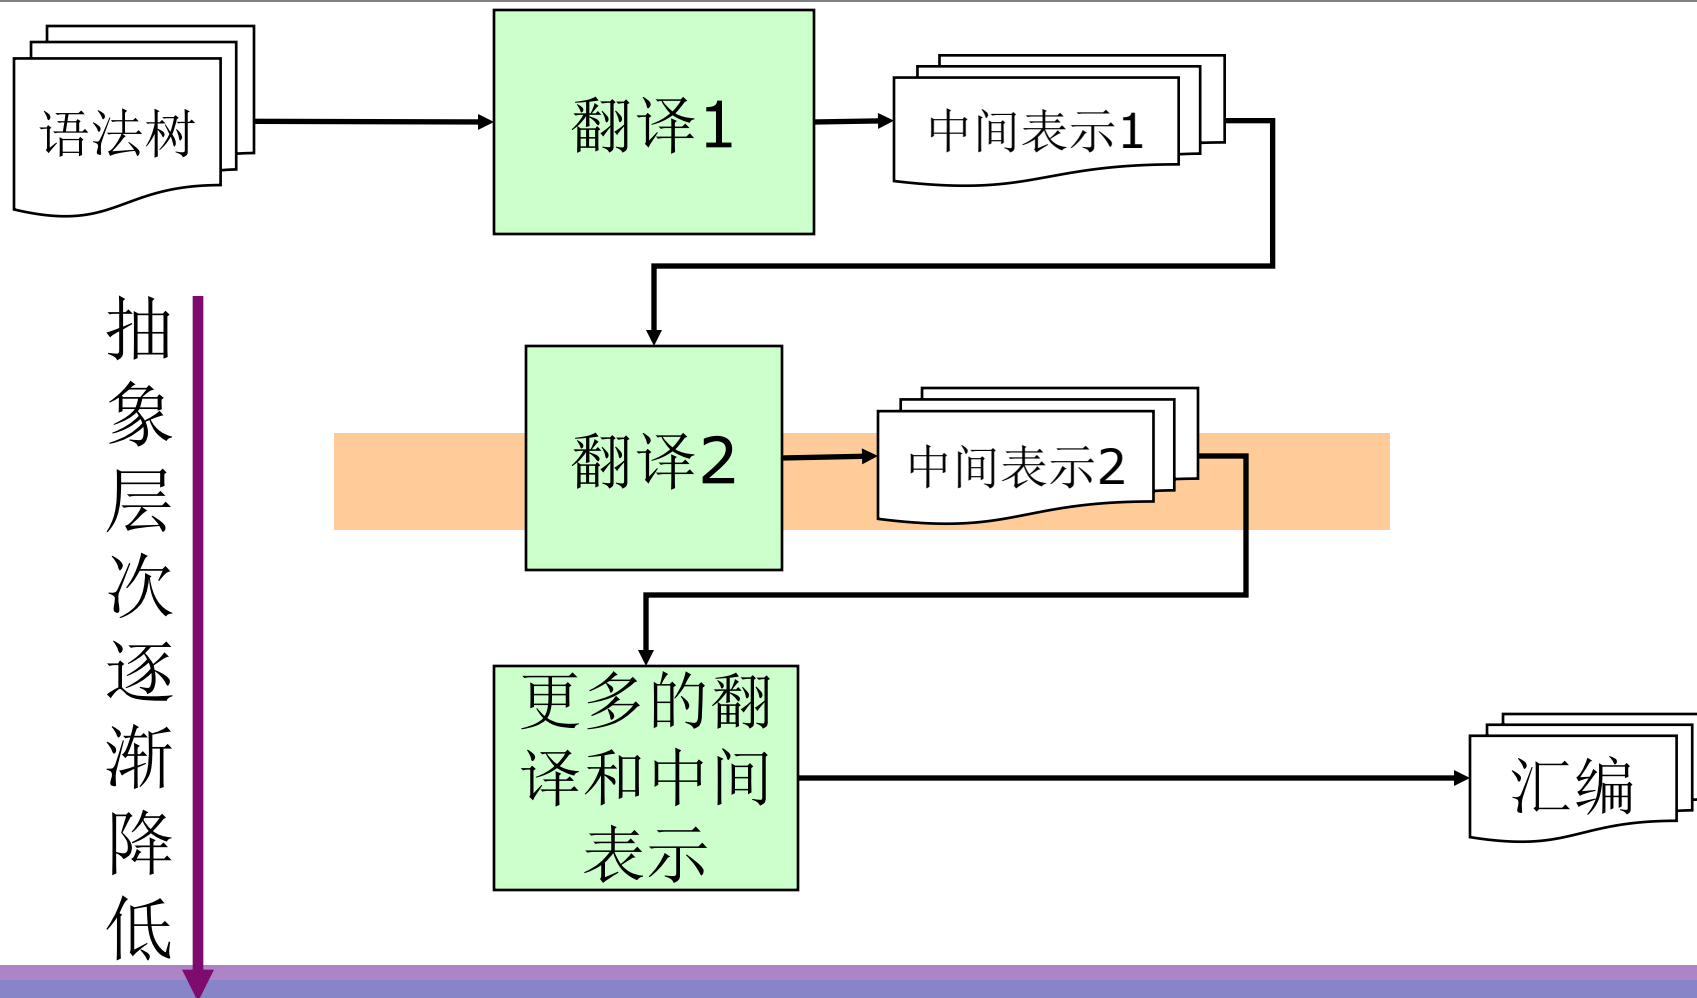 语法树
翻译1
中间表示1
抽
象
层
次
逐
渐
降
低
翻译2
中间表示2
更多的翻
译和中间
表示
汇编